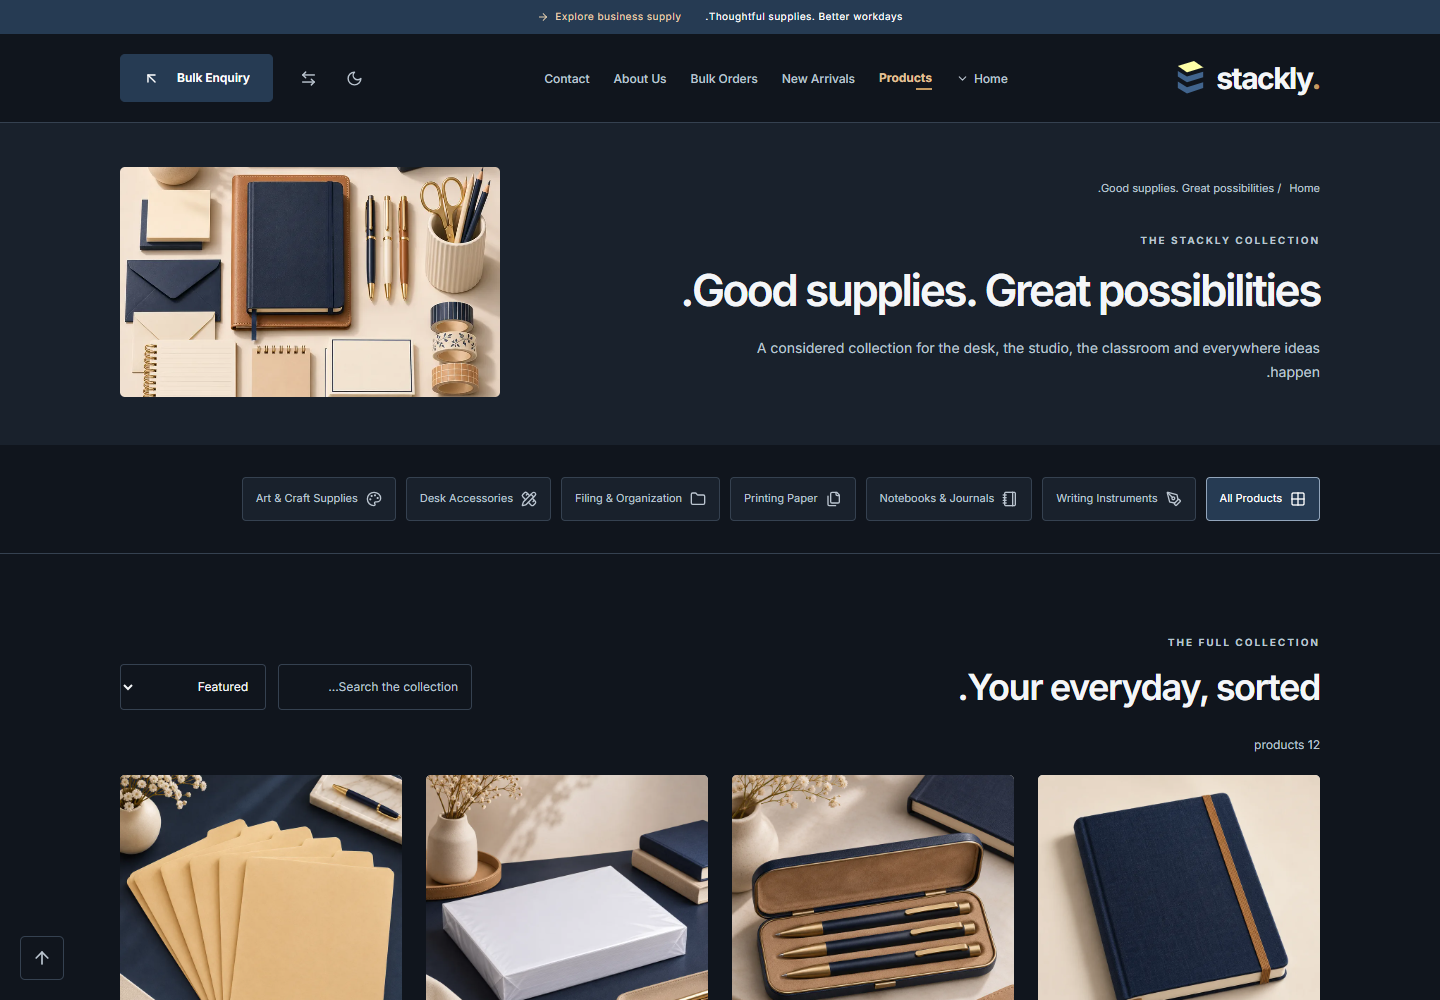 .Thoughtful supplies. Better workdays
Explore business supply
stackly.
Home
Products
New Arrivals
Bulk Orders
About Us
Contact
Bulk Enquiry
.Good supplies. Great possibilities / Home
THE STACKLY COLLECTION
.Good supplies. Great possibilities
A considered collection for the desk, the studio, the classroom and everywhere ideas
.happen
All Products
Writing Instruments
Notebooks & Journals
Printing Paper
Filing & Organization
Desk Accessories
Art & Craft Supplies
THE FULL COLLECTION
.Your everyday, sorted
...Search the collection
Featured
products 12